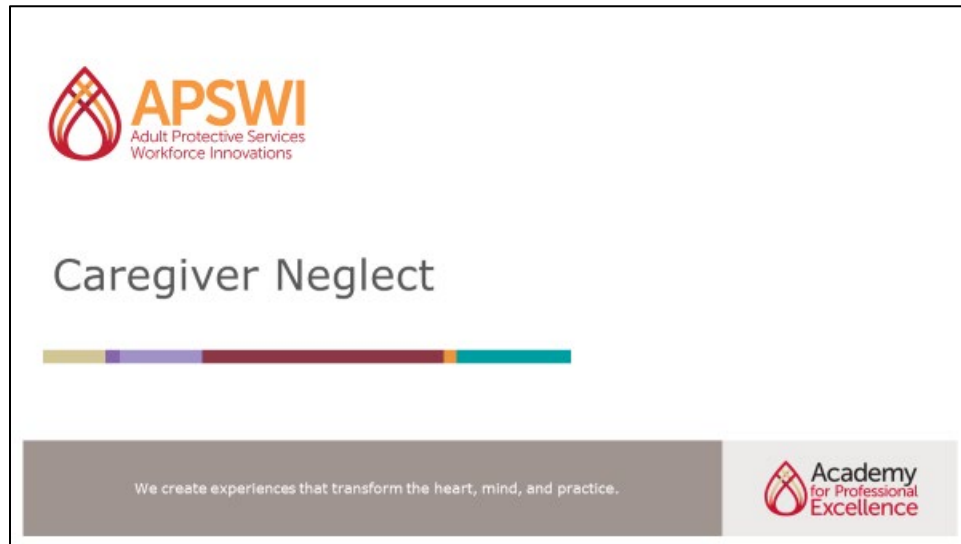 APSWI
Adult Protective Services
Workforce Innovations
Caregiver Neglect
We create experiences that transform the heart, mind, and practice.
Academy
for Professional
Excellence